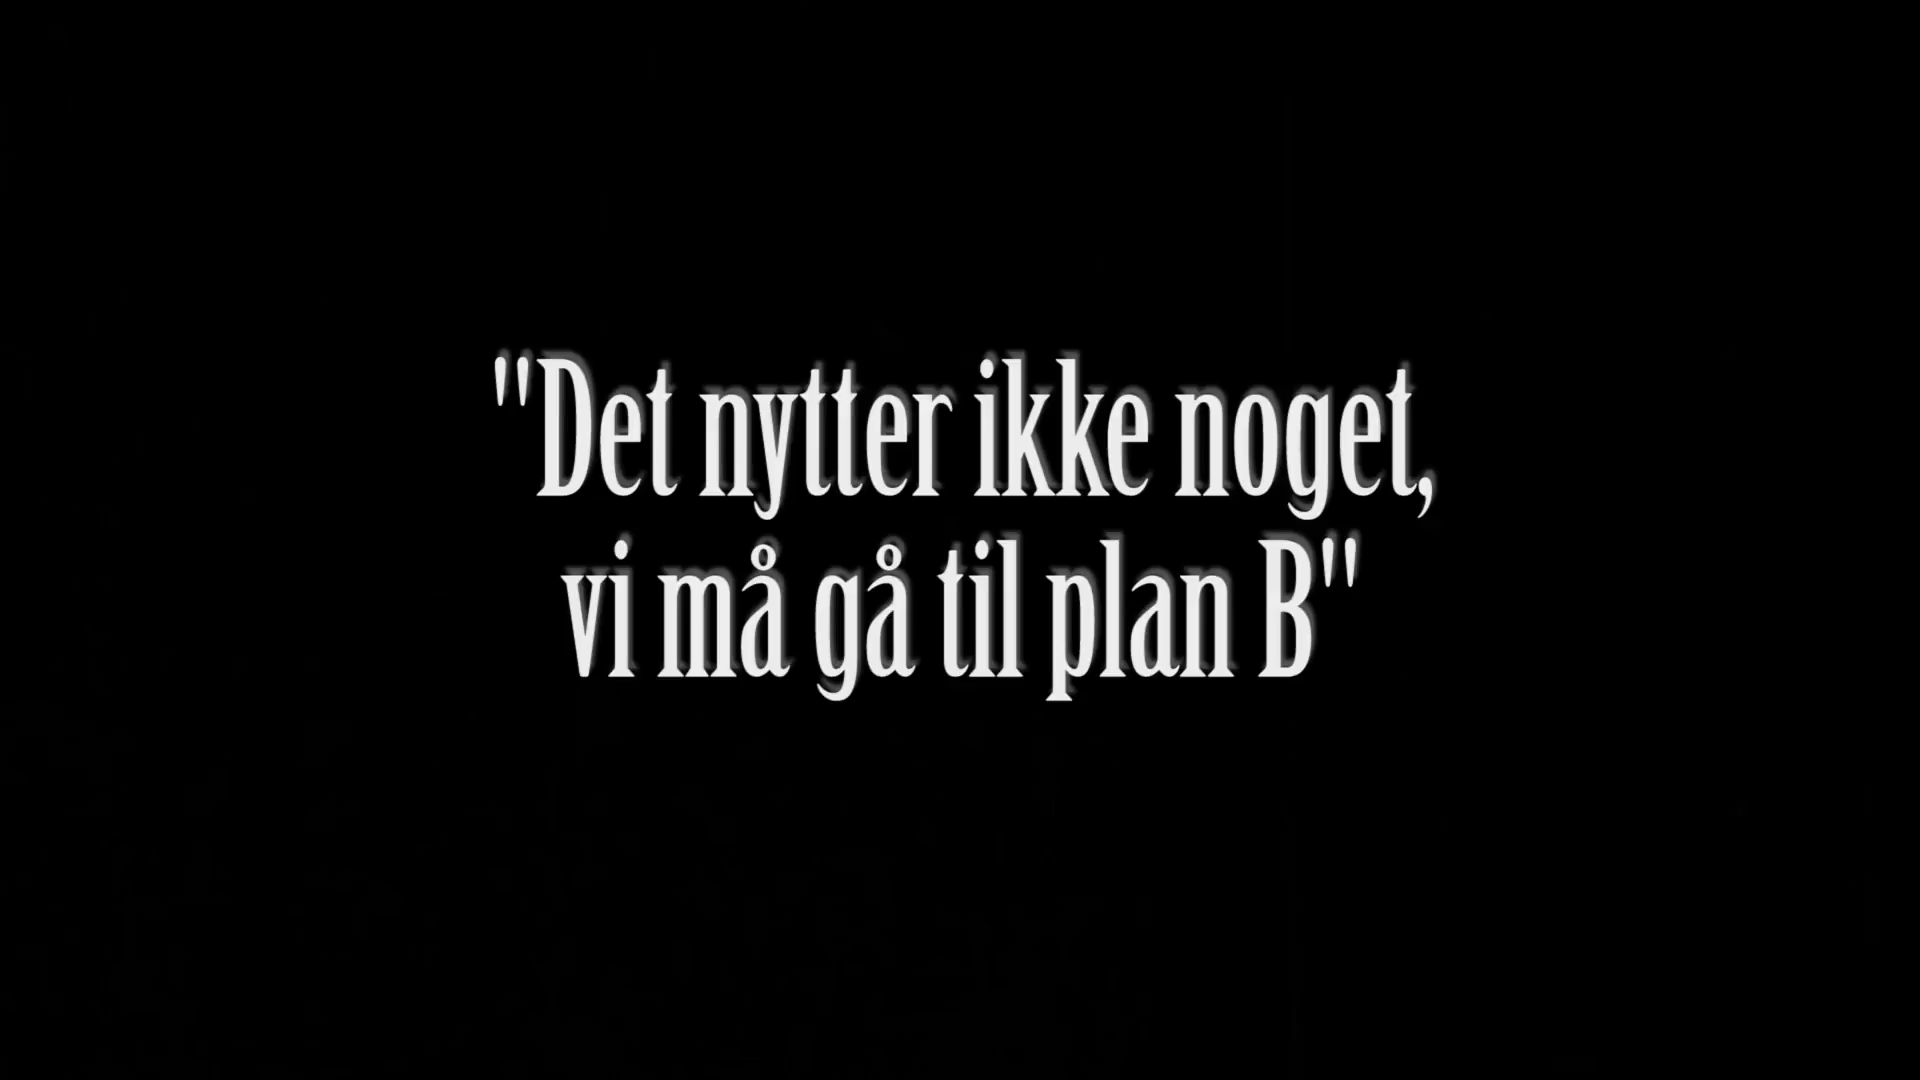 "Det nytter ikke noget,
vi må gå til plan B"